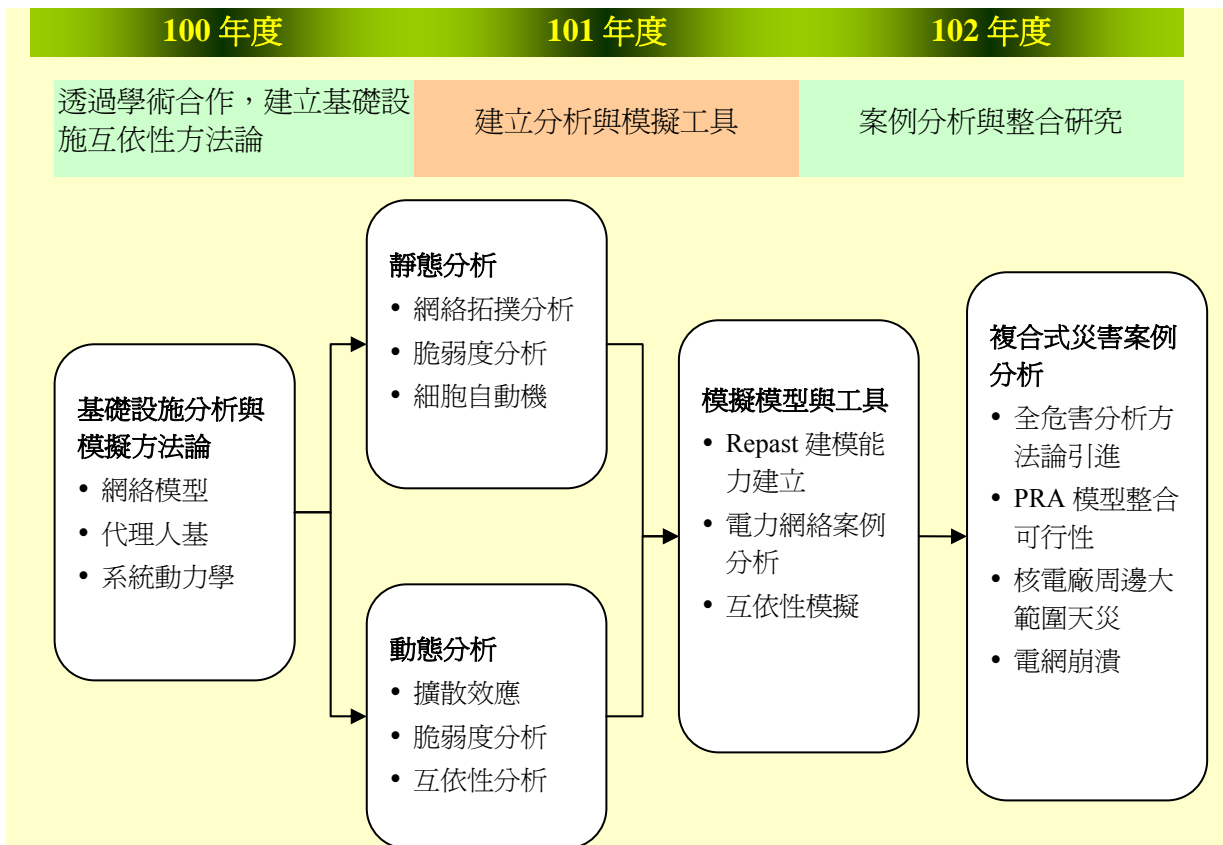 100 年度
101 年度
102 年度
透過學術合作，建立基礎設
施互依性方法論
建立分析與模擬工具
案例分析與整合研究
基礎設施分析與
模擬方法論
• 網絡模型
• 代理人基
• 系統動力學
靜態分析
• 網絡拓撲分析
• 脆弱度分析
• 細胞自動機
動態分析
• 擴散效應
• 脆弱度分析
• 互依性分析
模擬模型與工具
• Repast 建模能
力建立
• 電力網絡案例
分析
• 互依性模擬
複合式災害案例
分析
• 全危害分析方
法論引進
• PRA 模型整合
可行性
• 核電廠周邊大
範圍天災
• 電網崩潰